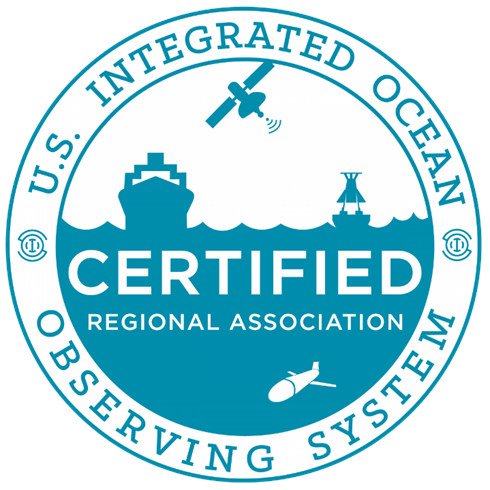 U.S. INTEGRATED OCEAN
CERTIFIED
REGIONAL ASSOCIATION
OBSERVING SYSTEM